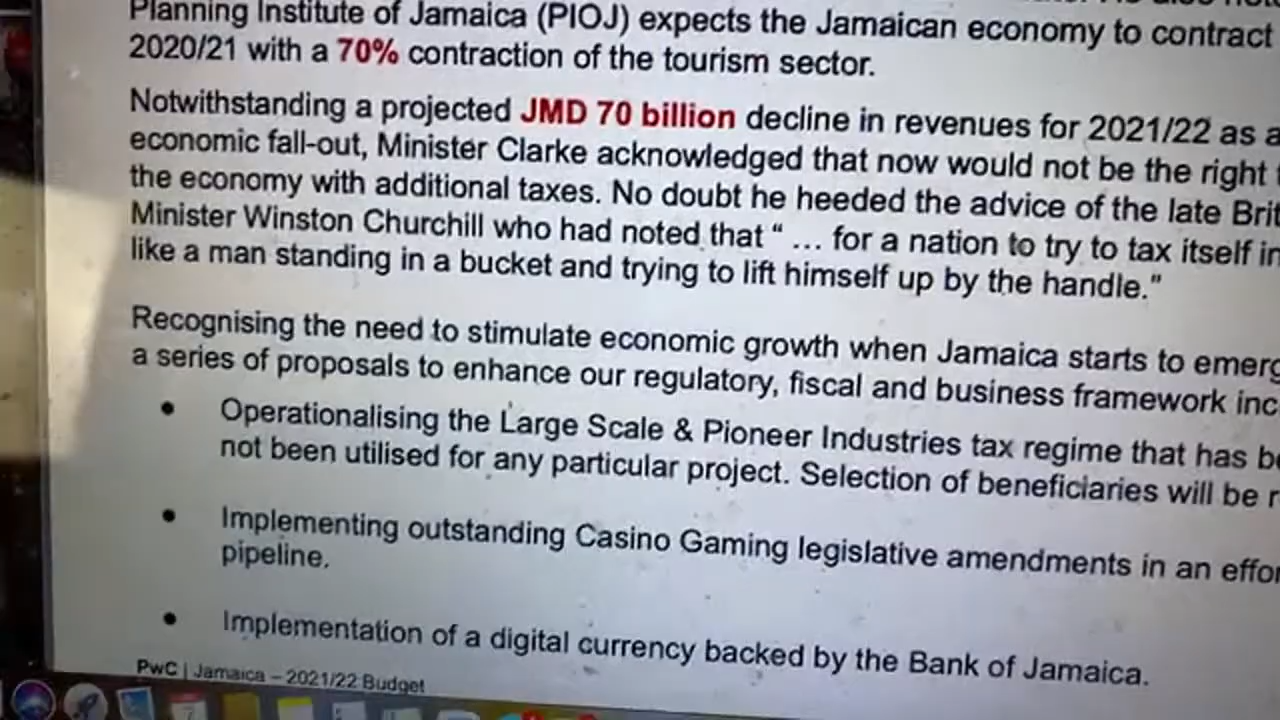 Planning Institute of Jamaica (PIOJ) expects the Jamaican economy to contract
2020/21 with a 70% contraction of the tourism sector.
Notwithstanding a projected JMD 70 billion decline in revenues for 2021/22 as a
economic fall-out, Minister Clarke acknowledged that now would not be the right
the economy with additional taxes. No doubt he heeded the advice of the late Brit
Minister Winston Churchill who had noted that “ ... for a nation to try to tax itself in
like a man standing in a bucket and trying to lift himself up by the handle.”
Recognising the need to stimulate economic growth when Jamaica starts to emerg
a series of proposals to enhance our regulatory, fiscal and business framework inc
• Operationalising the Large Scale & Pioneer Industries tax regime that has be
not been utilised for any particular project. Selection of beneficiaries will be r
• Implementing outstanding Casino Gaming legislative amendments in an effor
pipeline.
• Implementation of a digital currency backed by the Bank of Jamaica.
PwC | Jamaica – 2021/22 Budget